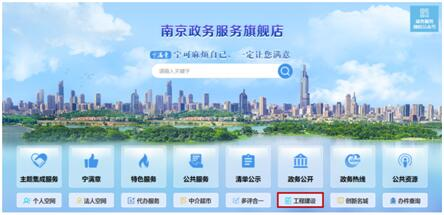 南京政务服务旗舰店
宁可麻烦自己、一定让您满意
请输入关键字
主题集成服务 宁满意 特色服务 公共服务 清单公示 政务公开 政务热线 公共资源
个人空间 法人空间 代办服务 中介超市 多评合一 工程建设 创新名城 办件查询